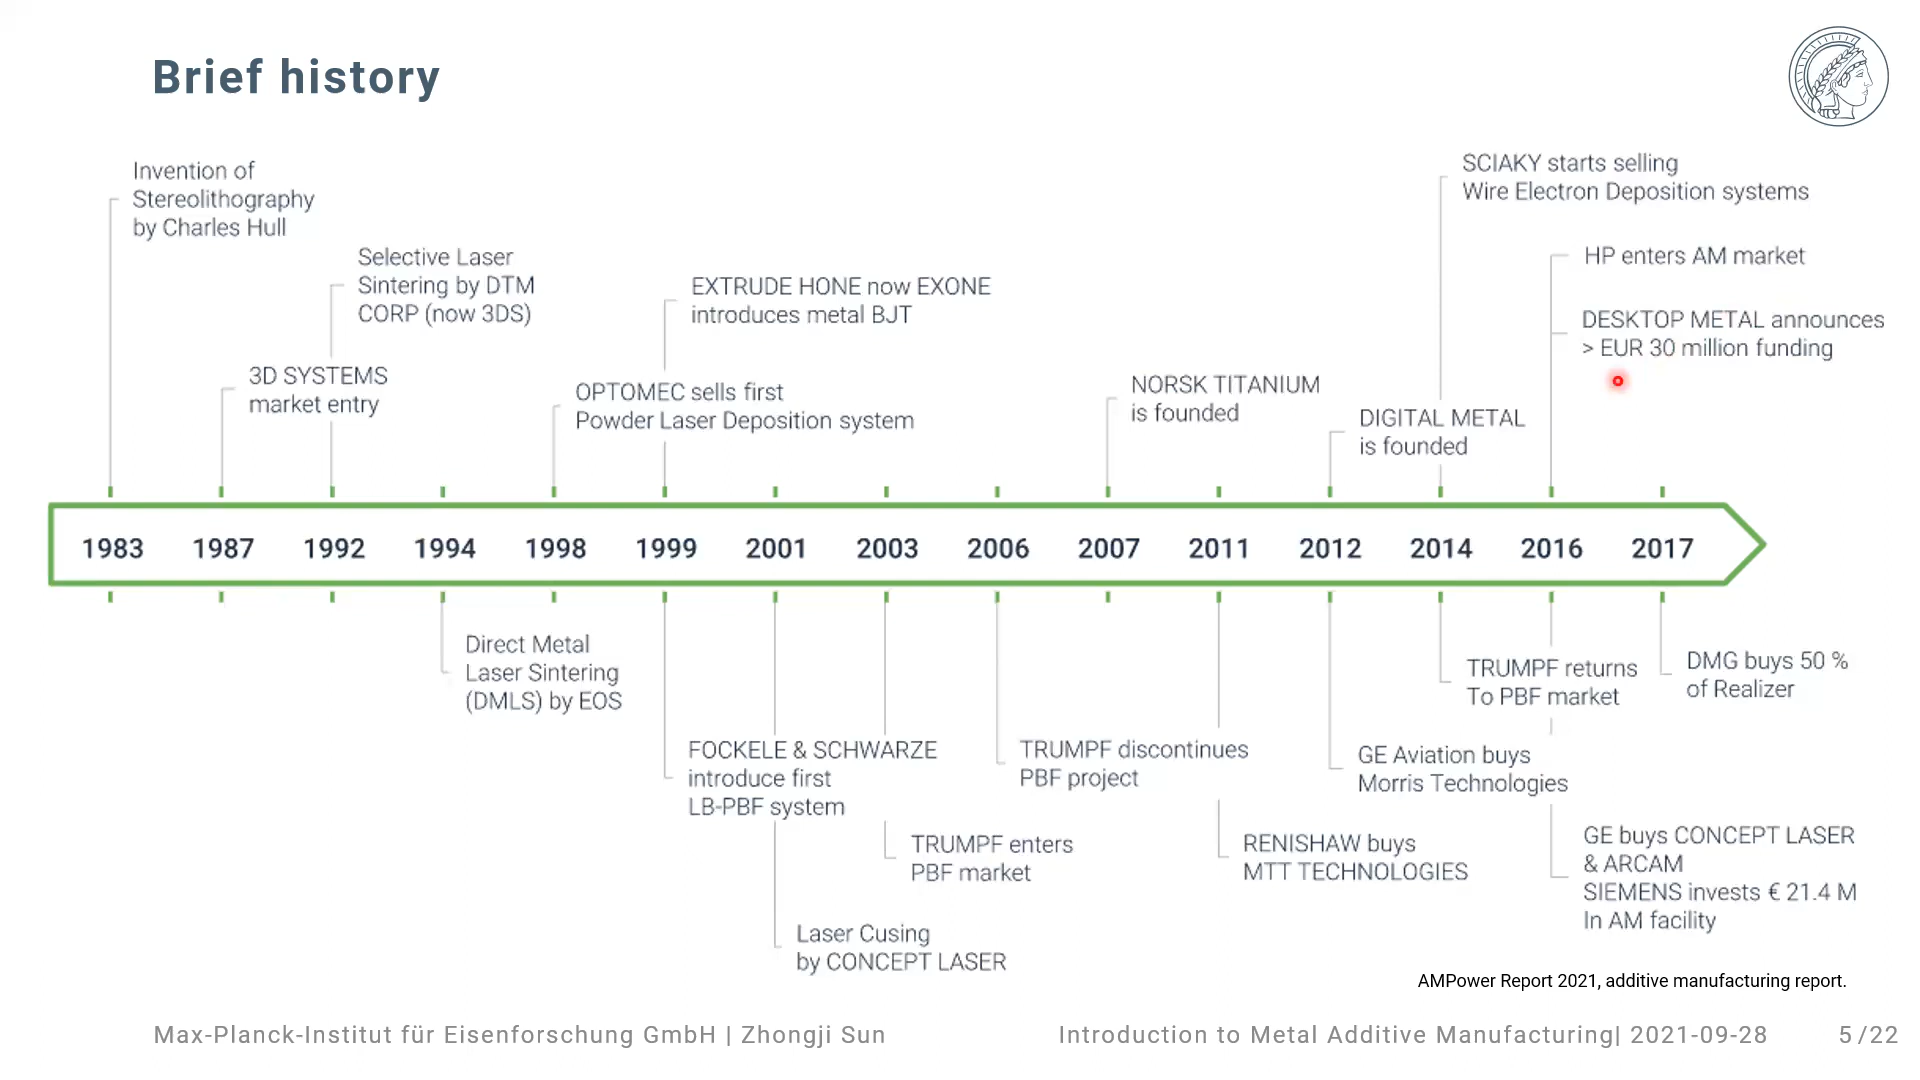 Brief history
Invention of
Stereolithography
by Charles Hull
Selective Laser
Sintering by DTM
CORP (now 3DS)
3D SYSTEMS
market entry
EXTRUDE HONE now EXONE
introduces metal BJT
OPTOMEC sells first
Powder Laser Deposition system
NORSK TITANIUM
is founded
DIGITAL METAL
is founded
SCIAKY starts selling
Wire Electron Deposition systems
HP enters AM market
DESKTOP METAL announces
> EUR 30 million funding
1983 1987 1992 1994 1998 1999 2001 2003 2006 2007 2011 2012 2014 2016 2017
Direct Metal
Laser Sintering
(DMLS) by EOS
FOCKELE & SCHWARZE
introduce first
LB-PBF system
Laser Cusing
by CONCEPT LASER
TRUMPF enters
PBF market
TRUMPF discontinues
PBF project
RENISHAW buys
MTT TECHNOLOGIES
GE Aviation buys
Morris Technologies
TRUMPF returns
To PBF market
GE buys CONCEPT LASER
& ARCAM
SIEMENS invests € 21.4 M
In AM facility
DMG buys 50 %
of Realizer
AMPower Report 2021, additive manufacturing report.
Max-Planck-Institut für Eisenforschung GmbH | Zhongji Sun
Introduction to Metal Additive Manufacturing| 2021-09-28
5/22